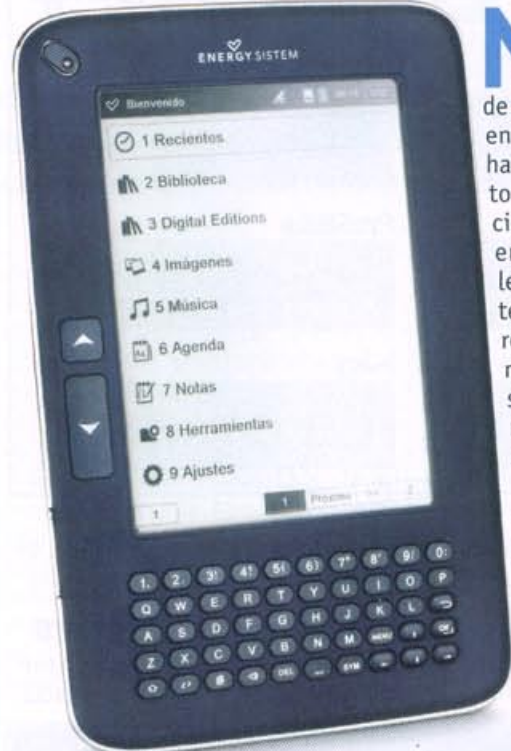 ENERGY SISTEM
Bienvenido
1 Recientes
2 Biblioteca
3 Digital Editions
4 Imágenes
5 Música
6 Agenda
7 Notas
8 Herramientas
9 Ajustes
1
1 Próximo 2
1. 2 3! 4? 5( 6) 7" 8' 9/ 0:
Q W E R T Y U I O P
A S D F G H J K L
Z X C V B N M MENU OK
DEL SYM
N
de
en
ha
to
ci
er
le
te
re